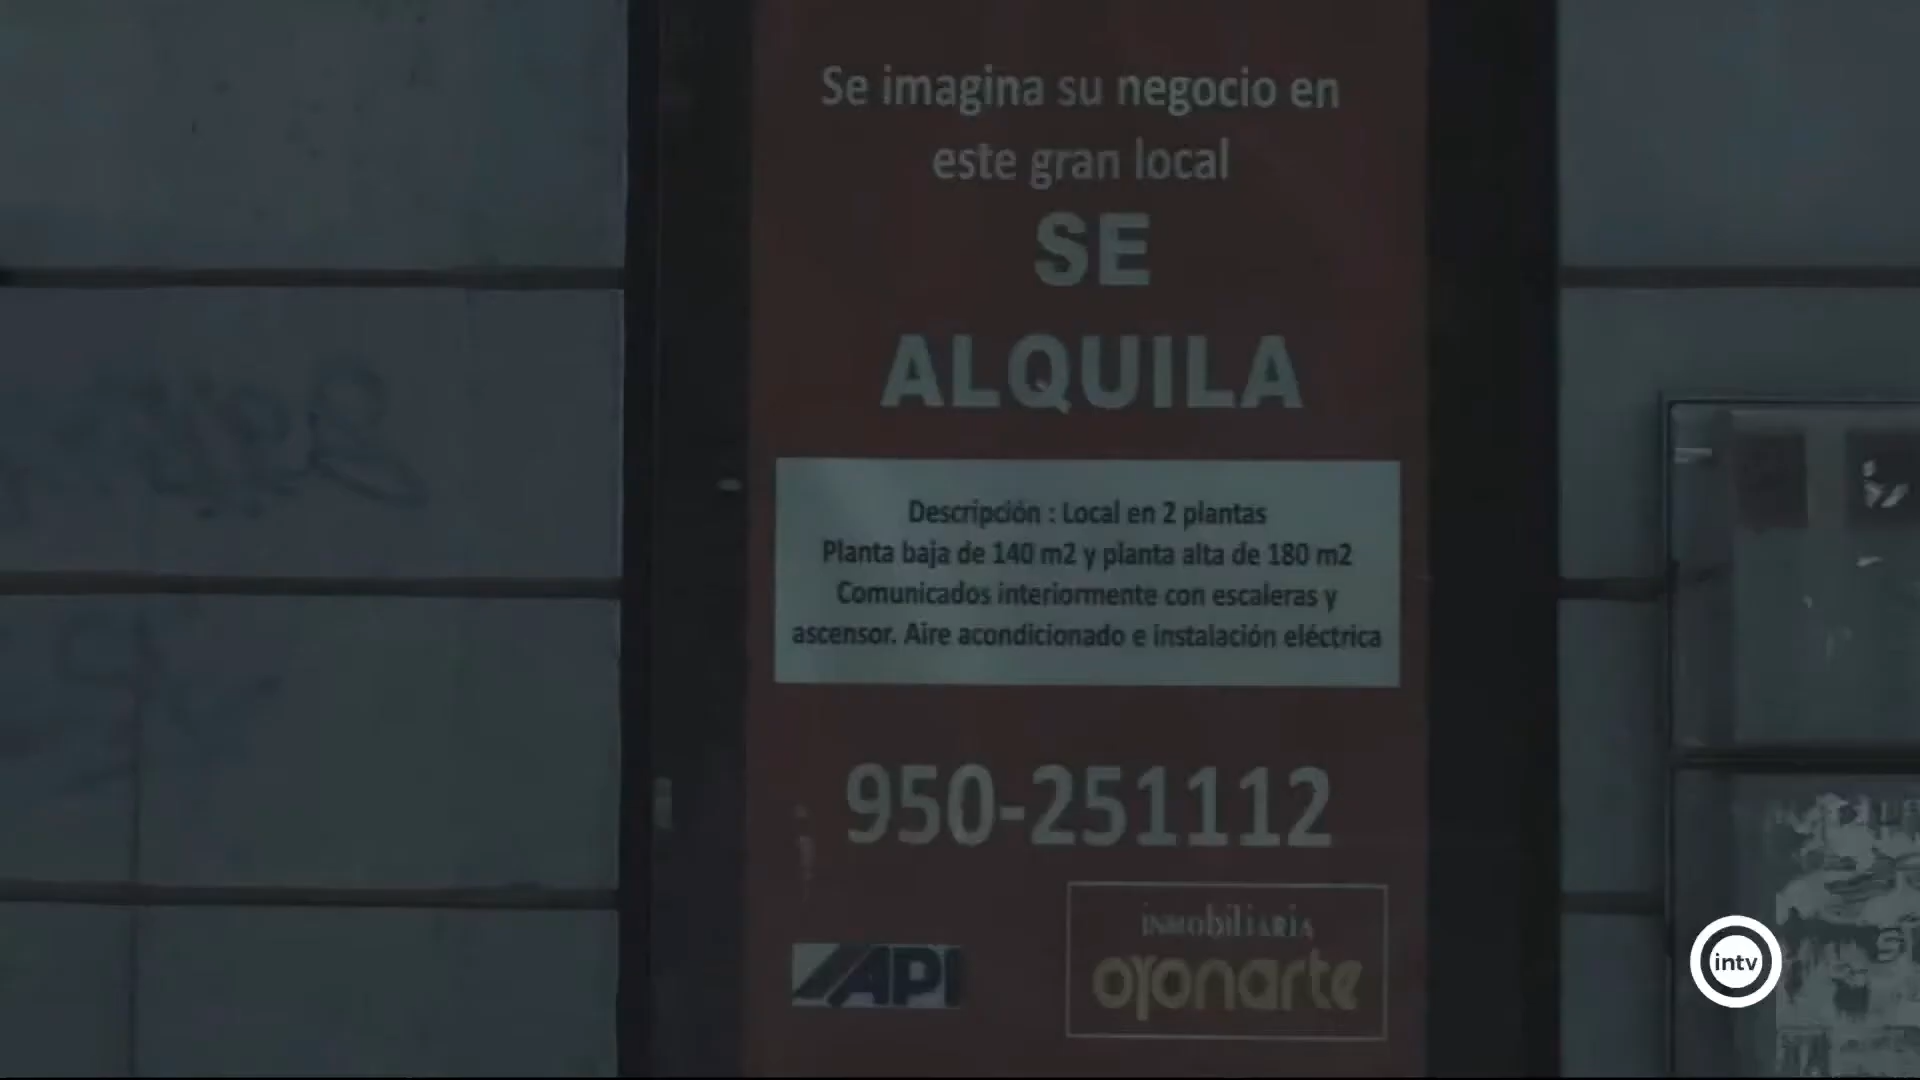 Se imagina su negocio en
este gran local
SE
ALQUILA
Descripción : Local en 2 plantas
Planta baja de 140 m2 y planta alta de 180 m2
Comunicados interiormente con escaleras y
ascensor. Aire acondicionado e instalación eléctrica
950-251112
API
inmobiliaria
oyonarte
intv